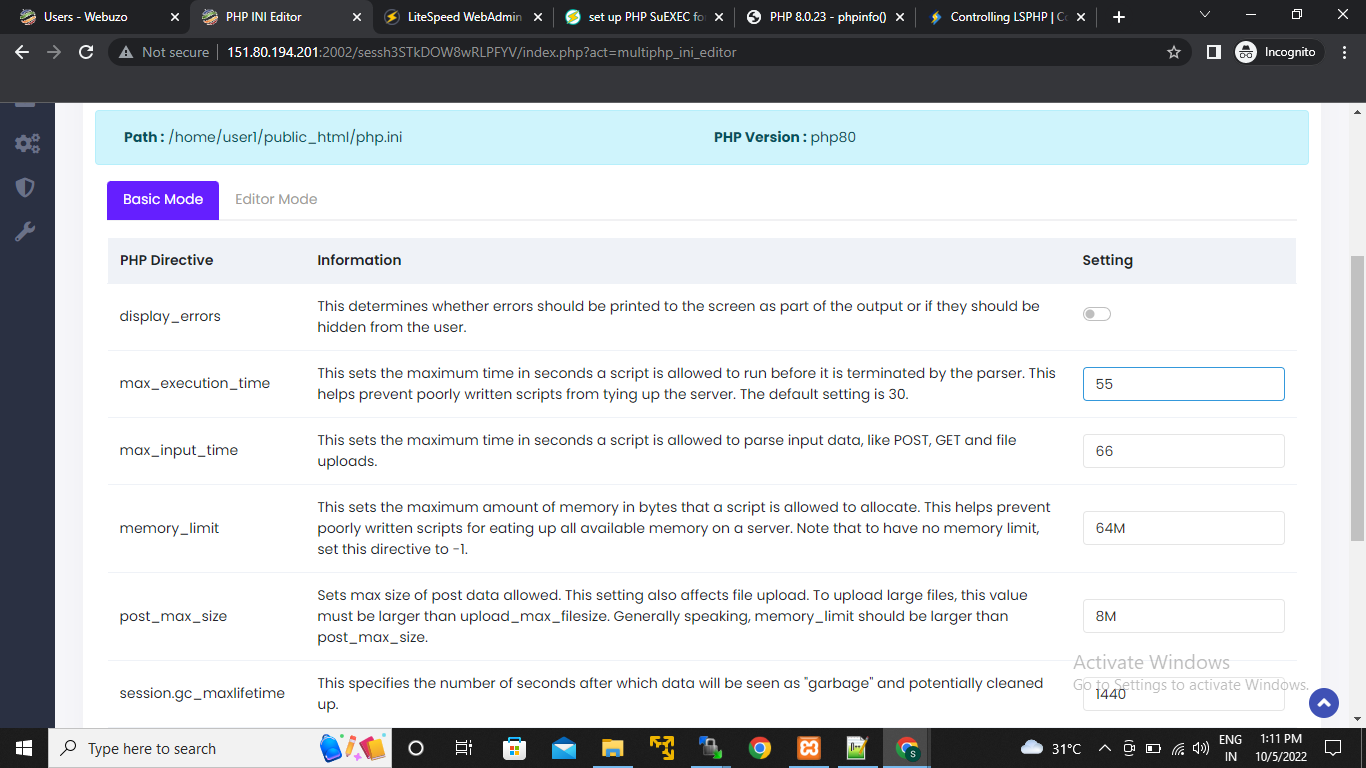 Users - Webuzo
PHP INI Editor
LiteSpeed WebAdmin
set up PHP SuEXEC fo
PHP 8.0.23 - phpinfo()
Controlling LSPHP | C
Not secure
151.80.194.201:2002/sessh3STkDOW8wRLPFYV/index.php?act=multiphp_ini_editor
Incognito
Path : /home/user1/public_html/php.ini
PHP Version : php80
Basic Mode
Editor Mode
PHP Directive
Information
Setting
display_errors
This determines whether errors should be printed to the screen as part of the output or if they should be
hidden from the user.
max_execution_time
This sets the maximum time in seconds a script is allowed to run before it is terminated by the parser. This
helps prevent poorly written scripts from tying up the server. The default setting is 30.
55
max_input_time
This sets the maximum time in seconds a script is allowed to parse input data, like POST, GET and file
uploads.
66
memory_limit
This sets the maximum amount of memory in bytes that a script is allowed to allocate. This helps prevent
poorly written scripts for eating up all available memory on a server. Note that to have no memory limit,
set this directive to -1.
64M
post_max_size
Sets max size of post data allowed. This setting also affects file upload. To upload large files, this value
must be larger than upload_max_filesize. Generally speaking, memory_limit should be larger than
post_max_size.
8M
session.gc_maxlifetime
This specifies the number of seconds after which data will be seen as "garbage" and potentially cleaned
up.
1440
Activate Windows
Go to Settings to activate Windows.
Type here to search
31°C
ENG
IN
1:11 PM
10/5/2022